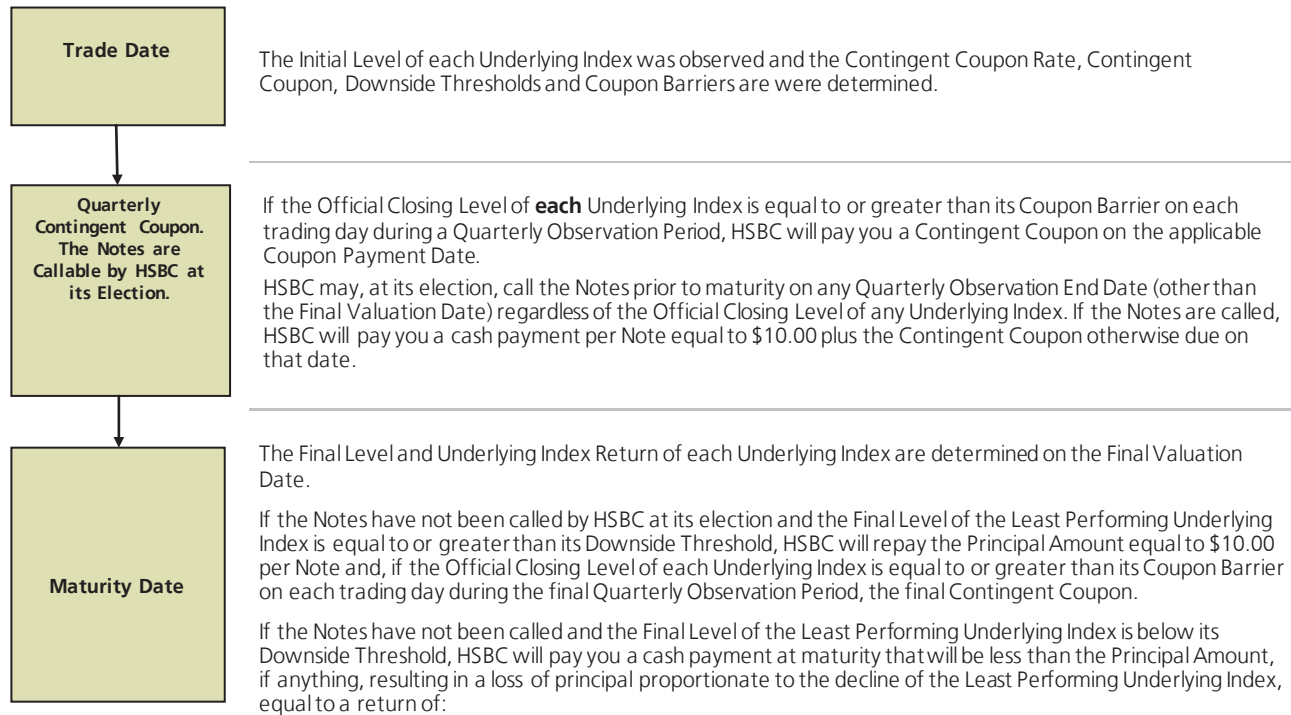 Trade Date
The Initial Level of each Underlying Index was observed and the Contingent Coupon Rate, Contingent
Coupon, Downside Thresholds and Coupon Barriers are were determined.
Quarterly
Contingent Coupon.
The Notes are
Callable by HSBC at
its Election.
If the Official Closing Level of each Underlying Index is equal to or greater than its Coupon Barrier on each
trading day during a Quarterly Observation Period, HSBC will pay you a Contingent Coupon on the applicable
Coupon Payment Date.
HSBC may, at its election, call the Notes prior to maturity on any Quarterly Observation End Date (other than
the Final Valuation Date) regardless of the Official Closing Level of any Underlying Index. If the Notes are called,
HSBC will pay you a cash payment per Note equal to $10.00 plus the Contingent Coupon otherwise due on
that date.
Maturity Date
The Final Level and Underlying Index Return of each Underlying Index are determined on the Final Valuation
Date.
If the Notes have not been called by HSBC at its election and the Final Level of the Least Performing Underlying
Index is equal to or greater than its Downside Threshold, HSBC will repay the Principal Amount equal to $10.00
per Note and, if the Official Closing Level of each Underlying Index is equal to or greater than its Coupon Barrier
on each trading day during the final Quarterly Observation Period, the final Contingent Coupon.
If the Notes have not been called and the Final Level of the Least Performing Underlying Index is below its
Downside Threshold, HSBC will pay you a cash payment at maturity that will be less than the Principal Amount,
if anything, resulting in a loss of principal proportionate to the decline of the Least Performing Underlying Index,
equal to a return of: